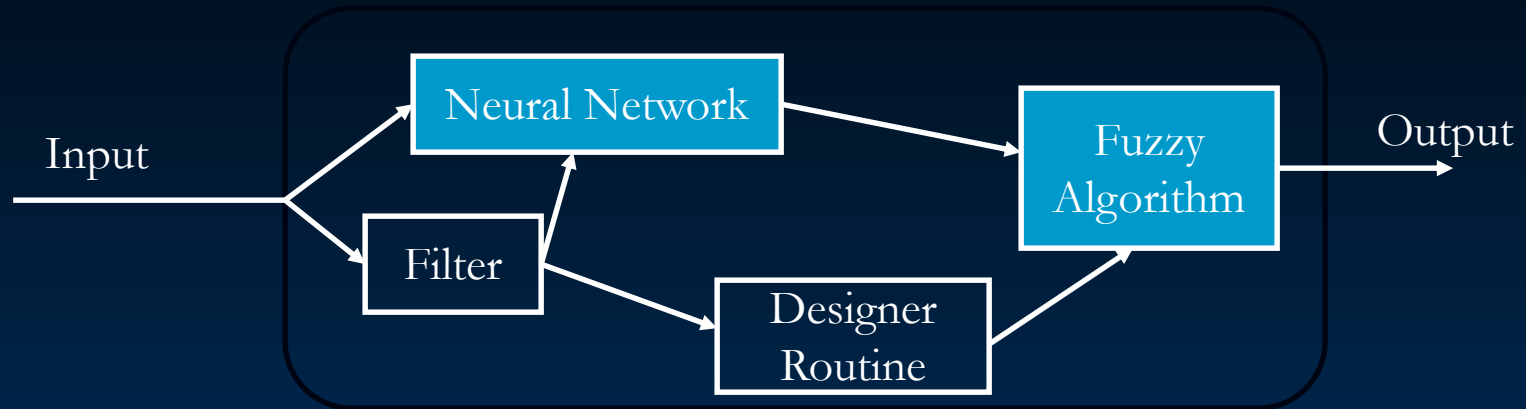 Neural Network
Input
Filter
Designer
Routine
Fuzzy
Algorithm
Output